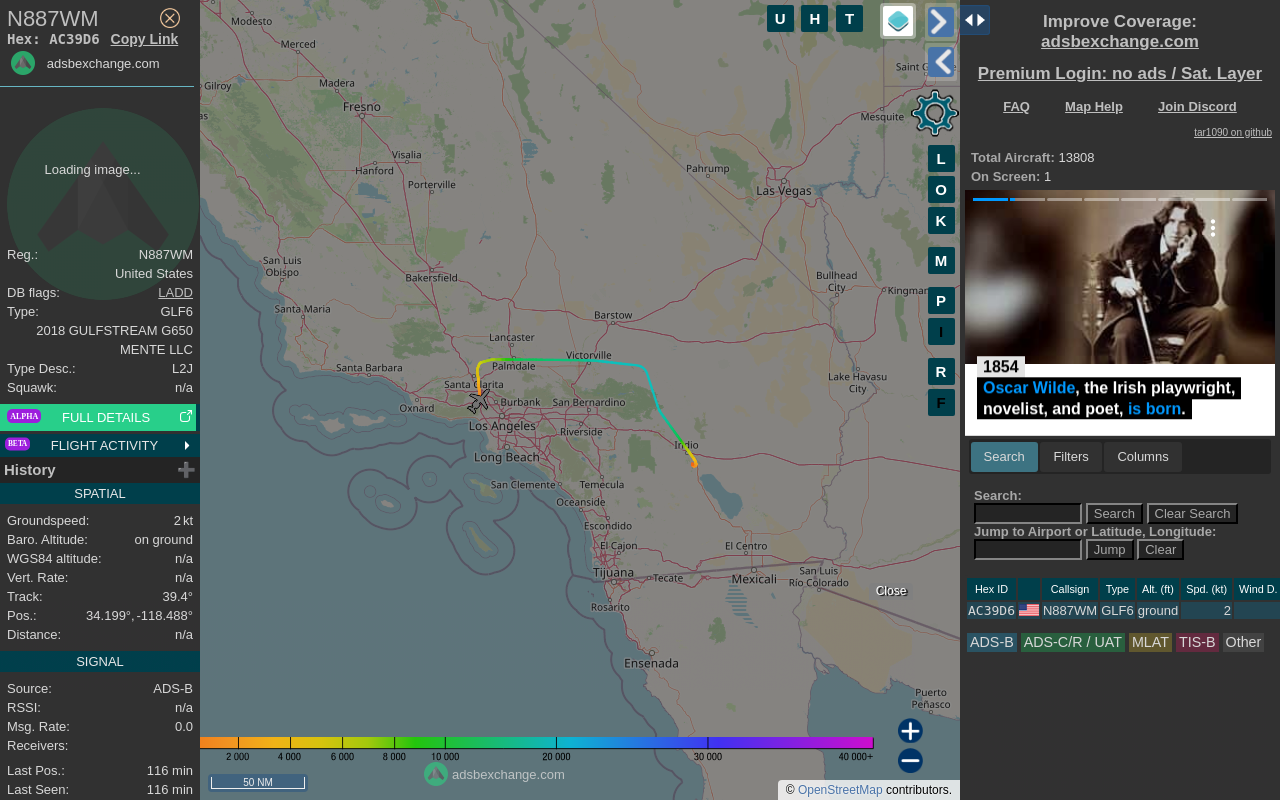 N887WM
Hex: AC39D6 Copy Link
adsbexchange.com
Loading image...
Reg.: N887WM
United States
DB flags: LADD
Type: GLF6
2018 GULFSTREAM G650
MENTE LLC
Type Desc.: L2J
Squawk: n/a
ALPHA FULL DETAILS
BETA FLIGHT ACTIVITY
History
SPATIAL
Groundspeed: 2 kt
Baro. Altitude: on ground
WGS84 altitude: n/a
Vert. Rate: n/a
Track: 39.4°
Pos.: 34.199°, -118.488°
Distance: n/a
SIGNAL
Source: ADS-B
RSSI: n/a
Msg. Rate: 0.0
Receivers:
Last Pos.: 116 min
Last Seen: 116 min
Modesto
Merced
Gilroy
Madera
Fresno
Visalia
Hanford
Porterville
San Luis
Obispo
Bakersfield
Santa Maria
Lancaster
Palmdale
Barstow
Victorville
Santa Barbara
Santa Clarita
Oxnard
Burbank
San Bernardino
Los Angeles
Riverside
Indio
Long Beach
San Clemente
Temecula
Oceanside
Escondido
El Cajon
El Centro
Tijuana
Tecate
Mexicali
San Luis
Río Colorado
Rosarito
Ensenada
Puerto
Peñasco
Mesquite
Pahrump
Las Vegas
Bullhead
City
Kingman
Lake Havasu
City
U H T
L
O
K
M
P
I
R
F
Close
2 000 4 000 6 000 8 000 10 000 20 000 30 000 40 000+
50 NM
adsbexchange.com
© OpenStreetMap contributors.
Improve Coverage:
adsbexchange.com
Premium Login: no ads / Sat. Layer
FAQ Map Help Join Discord
tar1090 on github
Total Aircraft: 13808
On Screen: 1
1854
Oscar Wilde, the Irish playwright,
novelist, and poet, is born.
Search Filters Columns
Search:
Search Clear Search
Jump to Airport or Latitude, Longitude:
Jump Clear
Hex ID Callsign Type Alt. (ft) Spd. (kt) Wind D.
AC39D6 N887WM GLF6 ground 2
ADS-B ADS-C/R / UAT MLAT TIS-B Other